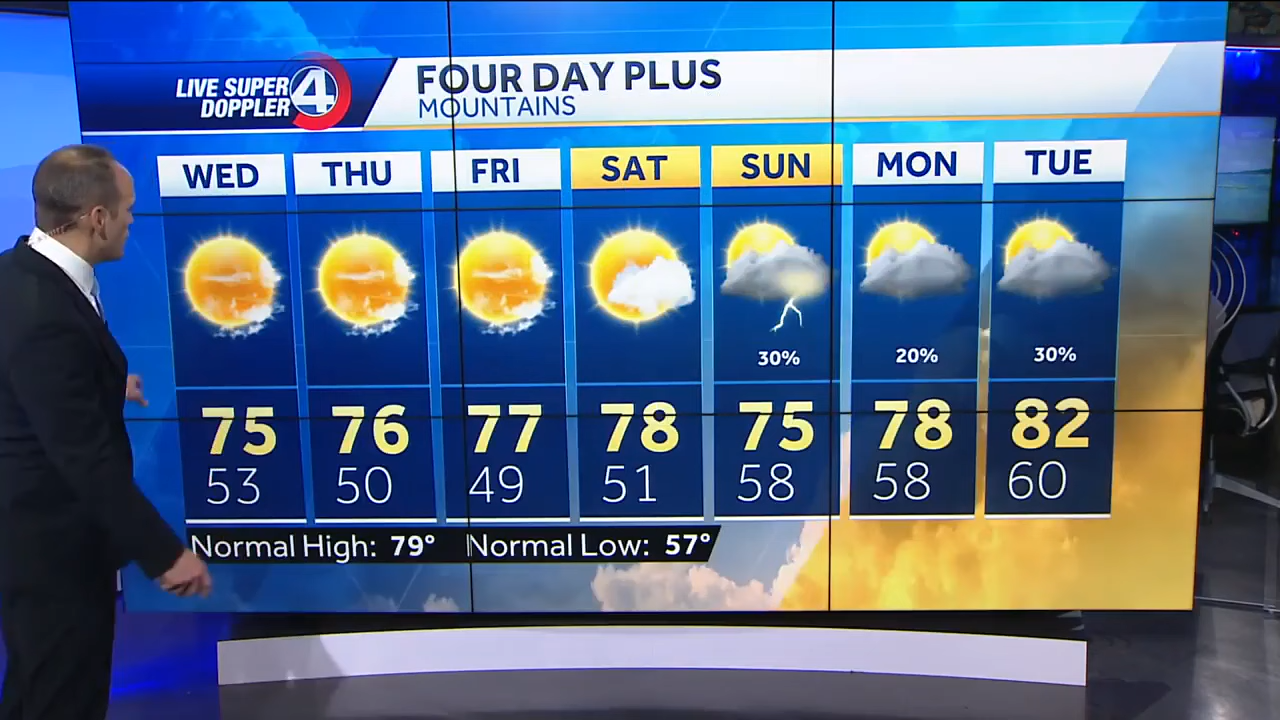 LIVE SUPER
DOPPLER 4
FOUR DAY PLUS
MOUNTAINS
WED THU FRI SAT SUN MON TUE
30% 20% 30%
75 76 77 78 75 78 82
53 50 49 51 58 58 60
Normal High: 79° Normal Low: 57°